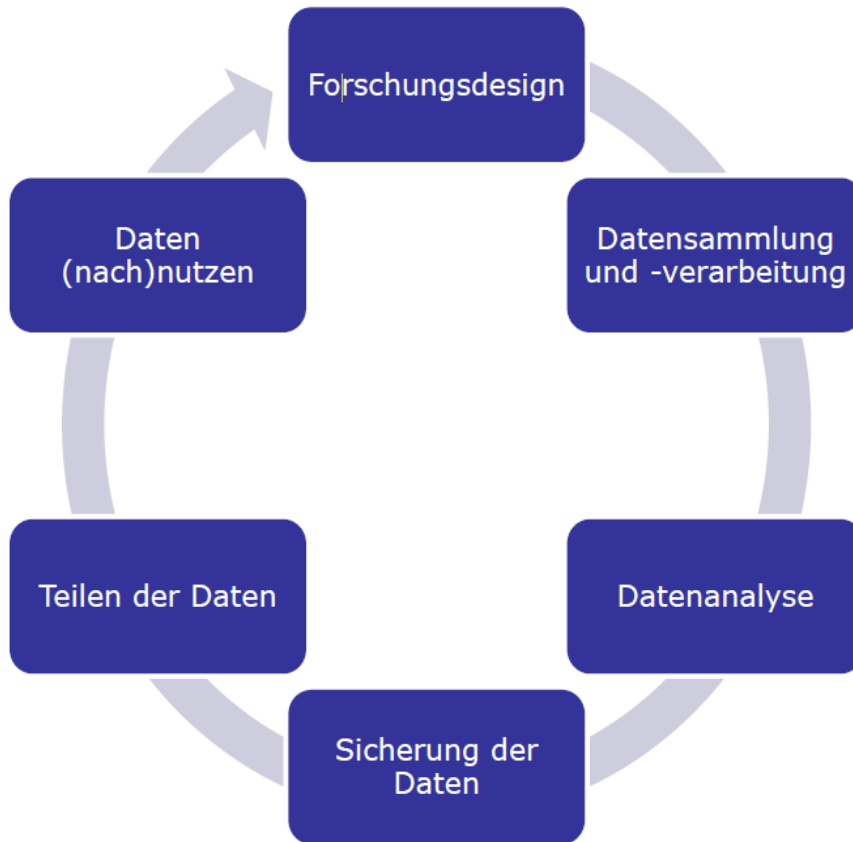 Forschungsdesign
Datensammlung
und -verarbeitung
Datenanalyse
Sicherung der
Daten
Teilen der Daten
Daten
(nach)nutzen